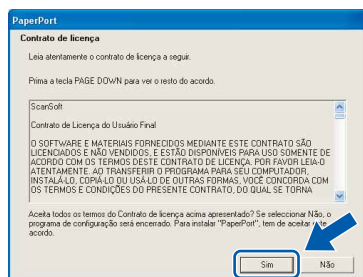 PaperPort
Contrato de licença
Leia atentamente o contrato de licença a seguir.
Prima a tecla PAGE DOWN para ver o resto do acordo.
ScanSoft
Contrato de Licença do Usuário Final
O SOFTWARE E MATERIAIS FORNECIDOS MEDIANTE ESTE CONTRATO SÃO
LICENCIADOS E NÃO VENDIDOS, E ESTÃO DISPONÍVEIS PARA USO SOMENTE DE
ACORDO COM OS TERMOS DESTE CONTRATO DE LICENÇA. POR FAVOR LEIA-O
ATENTAMENTE. AO TRANSFERIR O PROGRAMA PARA SEU COMPUTADOR,
INSTALÁ-LO, COPIÁ-LO OU USÁ-LO DE OUTRAS FORMAS, VOCÊ CONCORDA COM
OS TERMOS E CONDIÇÕES DO PRESENTE CONTRATO, DO QUAL SE TORNA
Aceita todos os termos do Contrato de licença acima apresentado? Se seleccionar Não, o
programa de configuração será encerrado. Para instalar "PaperPort", tem de aceitar
acordo.
Sim
Não